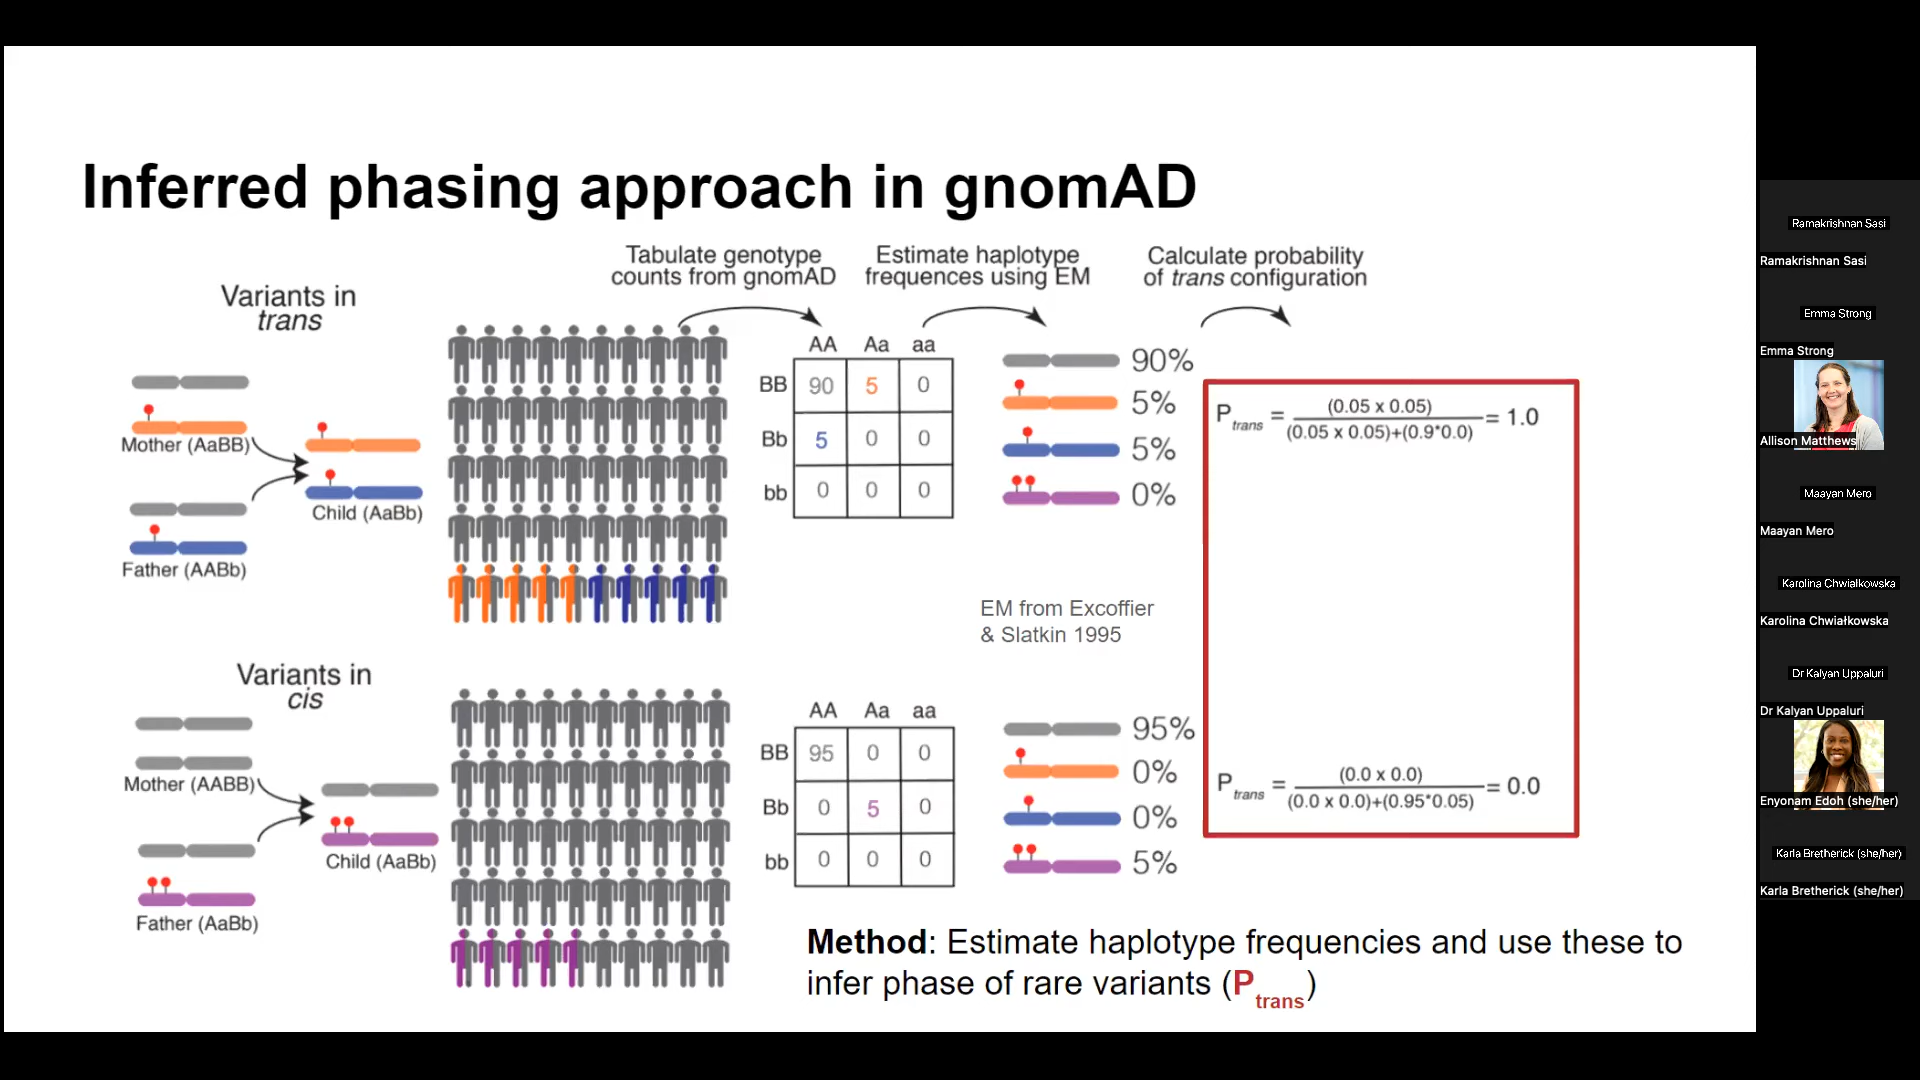 Inferred phasing approach in gnomAD
Tabulate genotype
counts from gnomAD
Estimate haplotype
frequences using EM
Calculate probability
of trans configuration
Variants in
trans
Mother (AaBB)
Child (AaBb)
Father (AABb)
AA Aa aa
BB 90 5 0
Bb 5 0 0
bb 0 0 0
90%
5%
5%
0%
P trans = (0.05 x 0.05) / (0.05 x 0.05)+(0.9*0.0) = 1.0
EM from Excoffier
& Slatkin 1995
Variants in
cis
Mother (AABB)
Child (AaBb)
Father (AaBb)
AA Aa aa
BB 95 0 0
Bb 0 5 0
bb 0 0 0
95%
0%
0%
5%
P trans = (0.0 x 0.0) / (0.0 x 0.0)+(0.95*0.05) = 0.0
Method: Estimate haplotype frequencies and use these to
infer phase of rare variants (P trans)
Ramakrishnan Sasi
Ramakrishnan Sasi
Emma Strong
Emma Strong
Allison Matthews
Maayan Mero
Maayan Mero
Karolina Chwialkowska
Karolina Chwiałkowska
Dr Kalyan Uppaluri
Dr Kalyan Uppaluri
Enyonam Edoh (she/her)
Karla Bretherick (she/her)
Karla Bretherick (she/her)